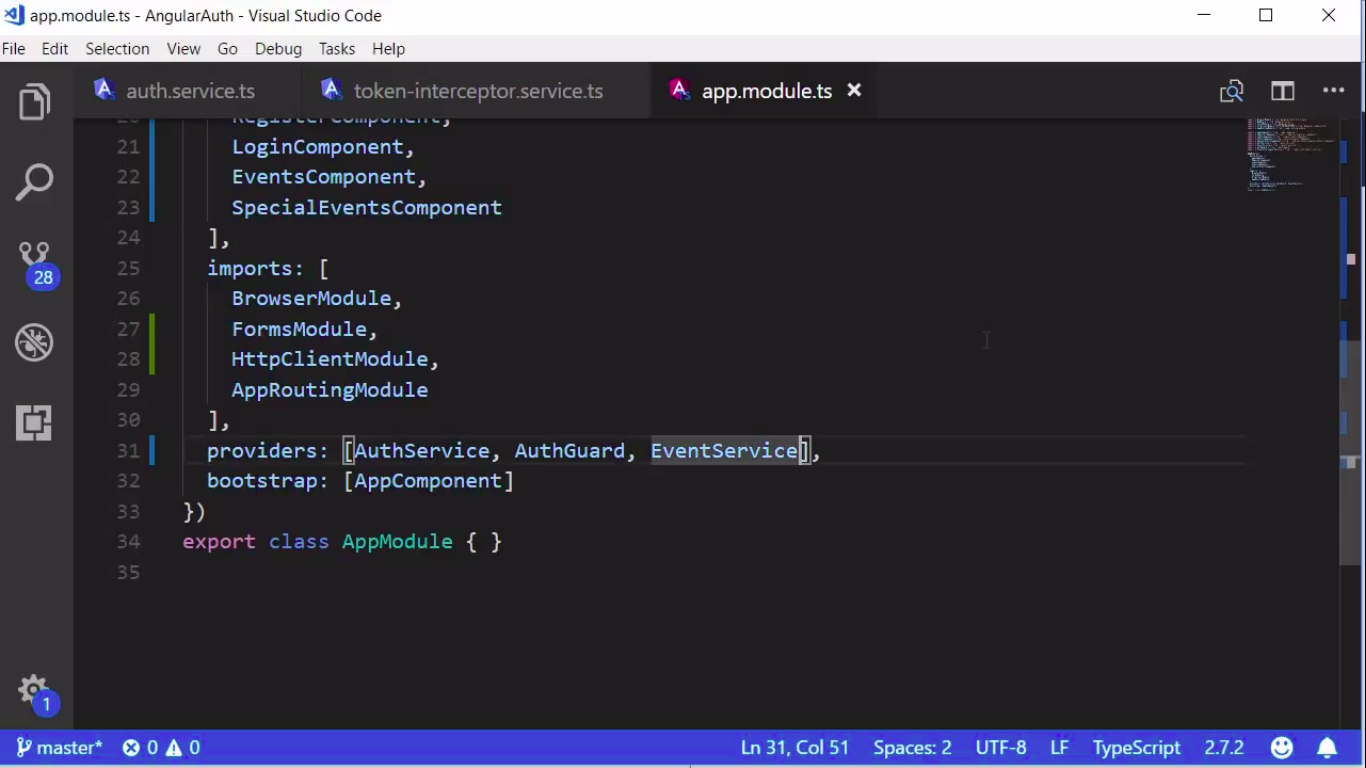 app.module.ts - AngularAuth - Visual Studio Code
File Edit Selection View Go Debug Tasks Help
auth.service.ts token-interceptor.service.ts app.module.ts
20 RegisterComponent,
21 LoginComponent,
22 EventsComponent,
23 SpecialEventsComponent
24 ],
25 imports: [
26 BrowserModule,
27 FormsModule,
28 HttpClientModule,
29 AppRoutingModule
30 ],
31 providers: [AuthService, AuthGuard, EventService],
32 bootstrap: [AppComponent]
33 })
34 export class AppModule { }
35
28
1
master* 0 0 Ln 31, Col 51 Spaces: 2 UTF-8 LF TypeScript 2.7.2